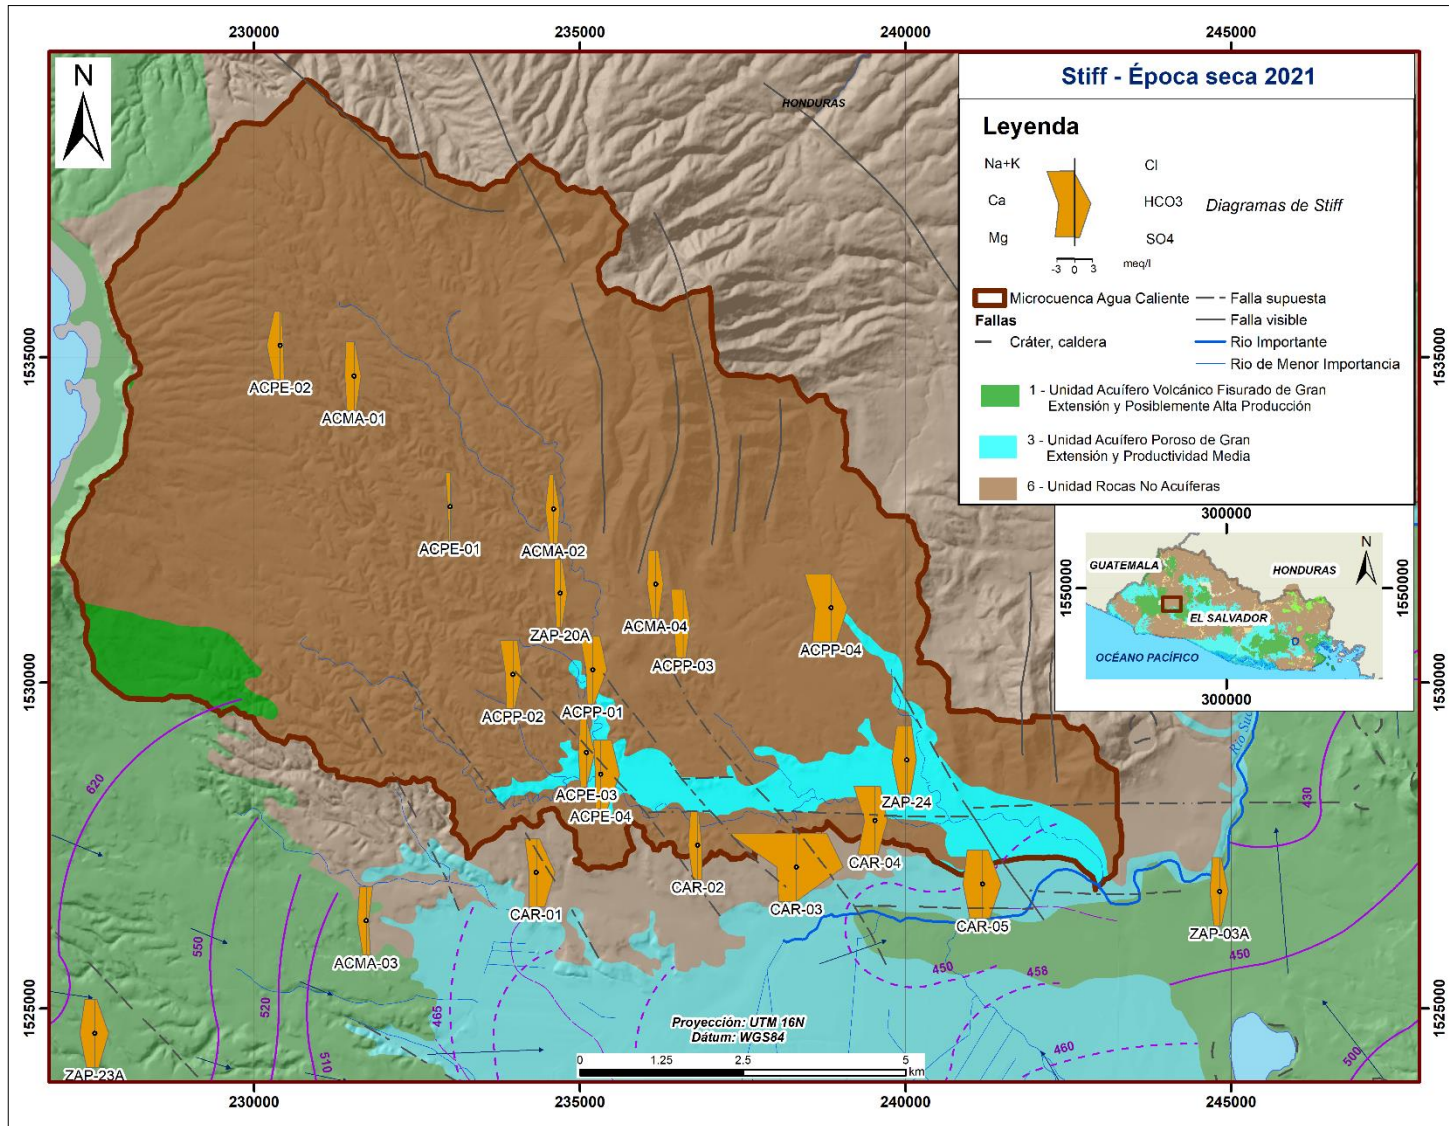 230000
235000
240000
245000
Stiff - Época seca 2021
Leyenda
Na+K
Cl
Ca
HCO3
Diagramas de Stiff
Mg
SO4
-3 0 3
meq/l
Microcuenca Agua Caliente
Falla supuesta
Fallas
Falla visible
Cráter, caldera
Rio Importante
Rio de Menor Importancia
1 - Unidad Acuífero Volcánico Fisurado de Gran
Extensión y Posiblemente Alta Producción
3 - Unidad Acuífero Poroso de Gran
Extensión y Productividad Media
6 - Unidad Rocas No Acuíferas
N
HONDURAS
1535000
1535000
ACPE-02
ACMA-01
ACPE-01
ACMA-02
ZAP-20A
ACMA-04
ACPP-03
ACPP-04
1530000
1530000
ACPP-02
ACPP-01
ACPE-03
ACPE-04
ZAP-24
CAR-04
CAR-02
CAR-01
CAR-03
CAR-05
ZAP-03A
ACMA-03
ZAP-23A
620
550
520
510
465
450
458
460
450
430
500
1525000
1525000
300000
N
GUATEMALA
HONDURAS
1550000
1550000
EL SALVADOR
OCÉANO PACÍFICO
300000
Proyección: UTM 16N
Dátum: WGS84
0 1.25 2.5 5
km
230000
235000
240000
245000